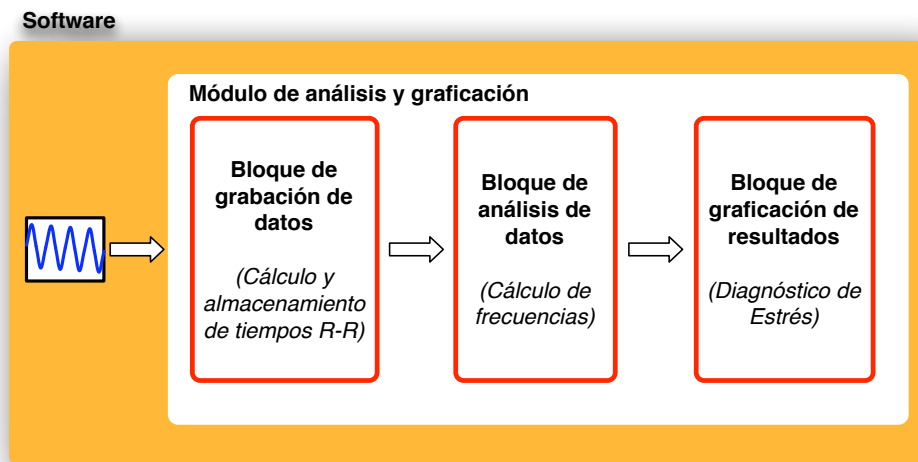 Software
Módulo de análisis y graficación
Bloque de
grabación de
datos
(Cálculo y
almacenamiento
de tiempos R-R)
Bloque de
análisis de
datos
(Cálculo de
frecuencias)
Bloque de
graficación de
resultados
(Diagnóstico de
Estrés)